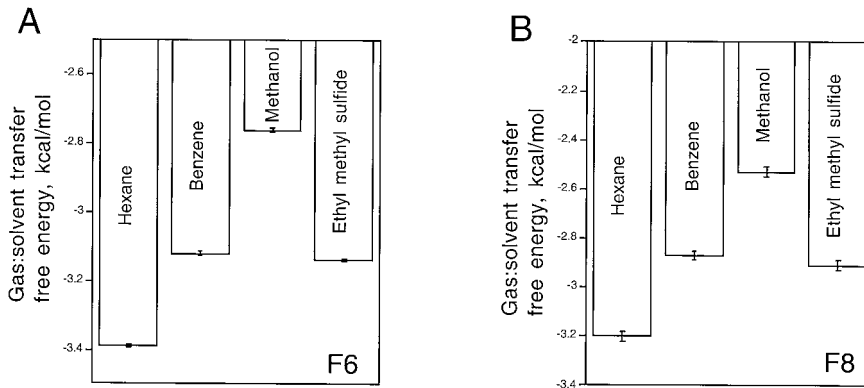 A
Gas:solvent transfer
free energy, kcal/mol
-2.6
-2.8
-3
-3.2
-3.4
Hexane
Benzene
Methanol
Ethyl methyl sulfide
F6
B
Gas:solvent transfer
free energy, kcal/mol
-2
-2.2
-2.4
-2.6
-2.8
-3
-3.2
-3.4
Hexane
Benzene
Methanol
Ethyl methyl sulfide
F8